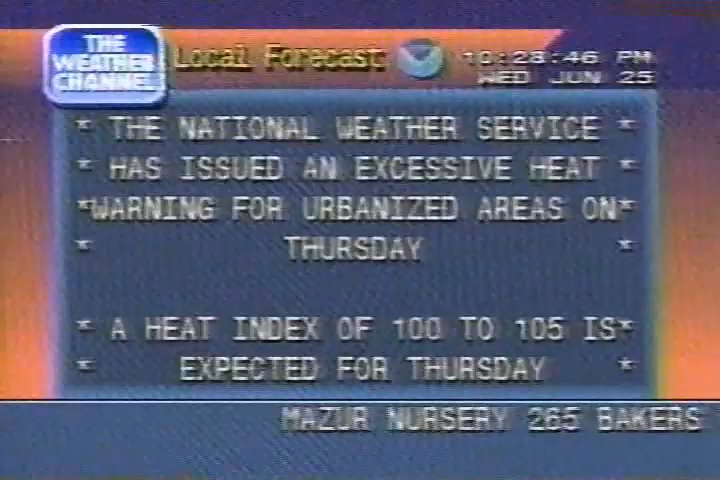 THE
WEATHER
CHANNEL
Local Forecast
10:28:46 PM
WED JUN 25
* THE NATIONAL WEATHER SERVICE *
* HAS ISSUED AN EXCESSIVE HEAT *
*WARNING FOR URBANIZED AREAS ON*
* THURSDAY *
* A HEAT INDEX OF 100 TO 105 IS*
* EXPECTED FOR THURSDAY *
MAZUR NURSERY 265 BAKERS